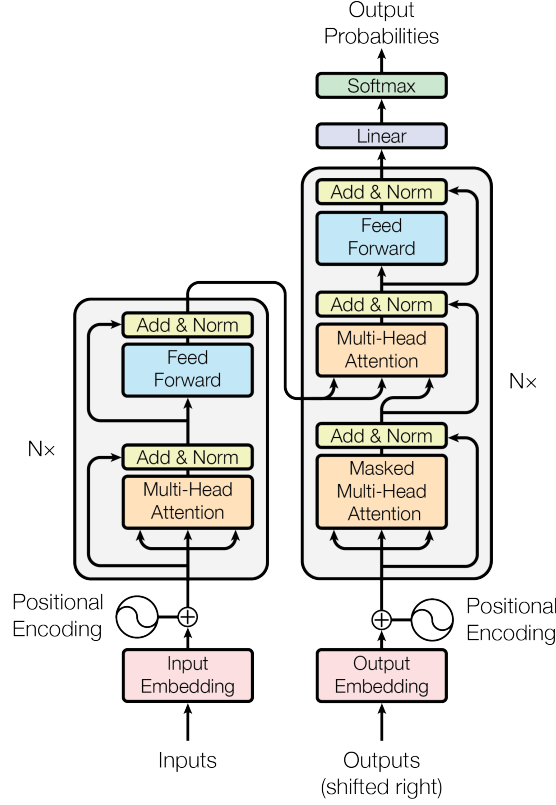 Output
Probabilities
Softmax
Linear
Add & Norm
Feed
Forward
Add & Norm
Multi-Head
Attention
Add & Norm
Masked
Multi-Head
Attention
N×
Add & Norm
Feed
Forward
Add & Norm
Multi-Head
Attention
N×
Positional
Encoding
Positional
Encoding
Input
Embedding
Output
Embedding
Inputs
Outputs
(shifted right)